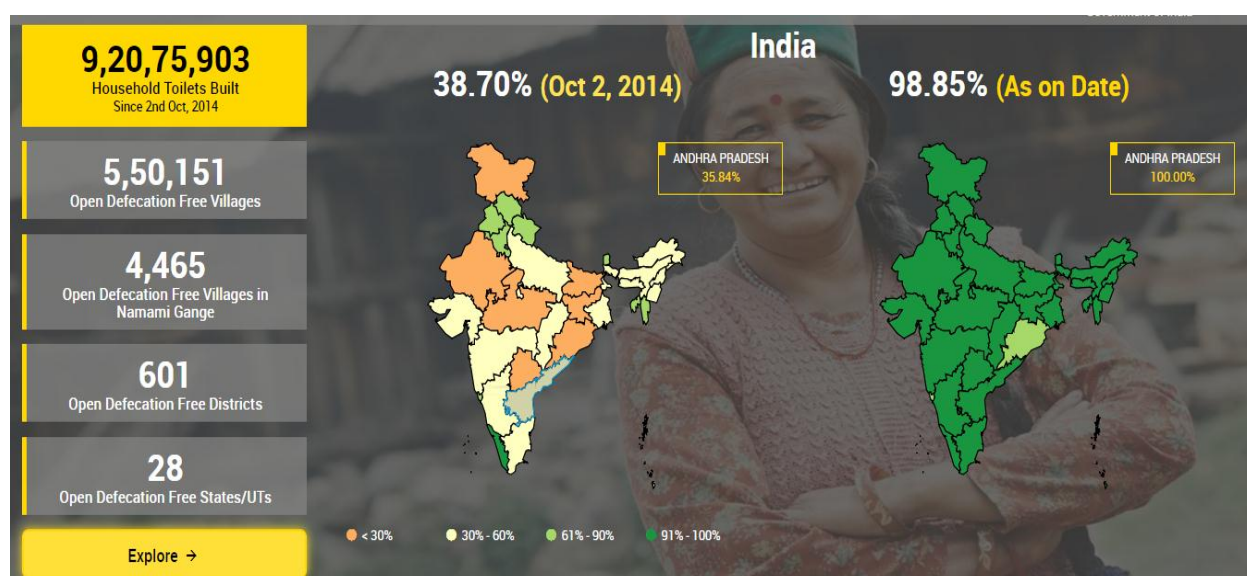 9,20,75,903
Household Toilets Built
Since 2nd Oct, 2014
5,50,151
Open Defecation Free Villages
4,465
Open Defecation Free Villages in
Namami Gange
601
Open Defecation Free Districts
28
Open Defecation Free States/UTs
Explore →
India
38.70% (Oct 2, 2014)
98.85% (As on Date)
ANDHRA PRADESH
35.84%
ANDHRA PRADESH
100.00%
< 30%
30% - 60%
61% - 90%
91% - 100%